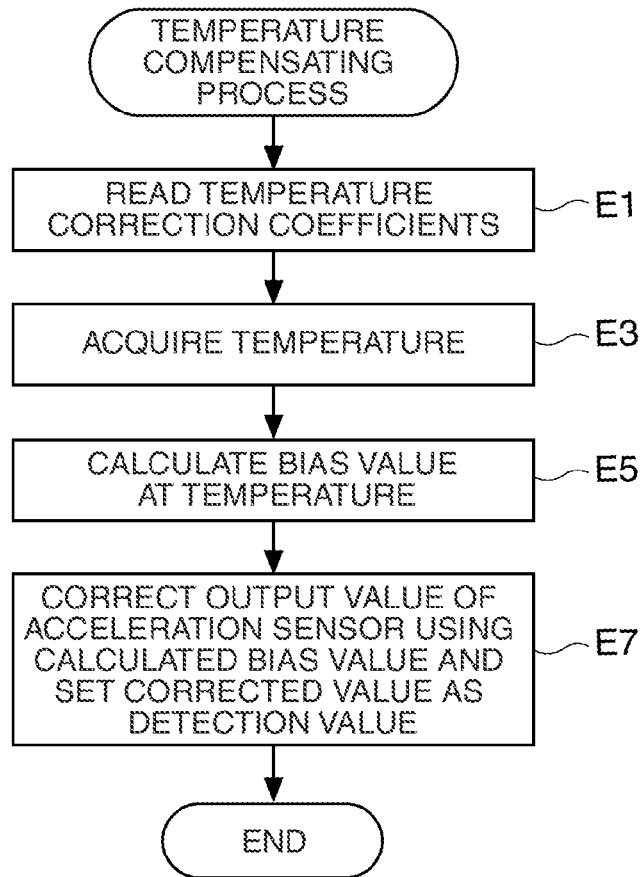 TEMPERATURE
COMPENSATING
PROCESS
READ TEMPERATURE
CORRECTION COEFFICIENTS
E1
ACQUIRE TEMPERATURE
E3
CALCULATE BIAS VALUE
AT TEMPERATURE
E5
CORRECT OUTPUT VALUE OF
ACCELERATION SENSOR USING
CALCULATED BIAS VALUE AND
SET CORRECTED VALUE AS
DETECTION VALUE
E7
END